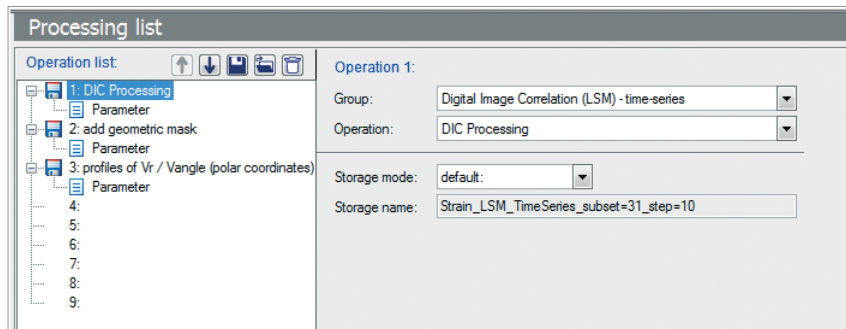 Processing list
Operation list:
1: DIC Processing
Parameter
2: add geometric mask
Parameter
3: profiles of Vr / Vangle (polar coordinates)
Parameter
4:
5:
6:
7:
8:
9:
Operation 1:
Group: Digital Image Correlation (LSM) - time-series
Operation: DIC Processing
Storage mode: default:
Storage name: Strain_LSM_TimeSeries_subset=31_step=10